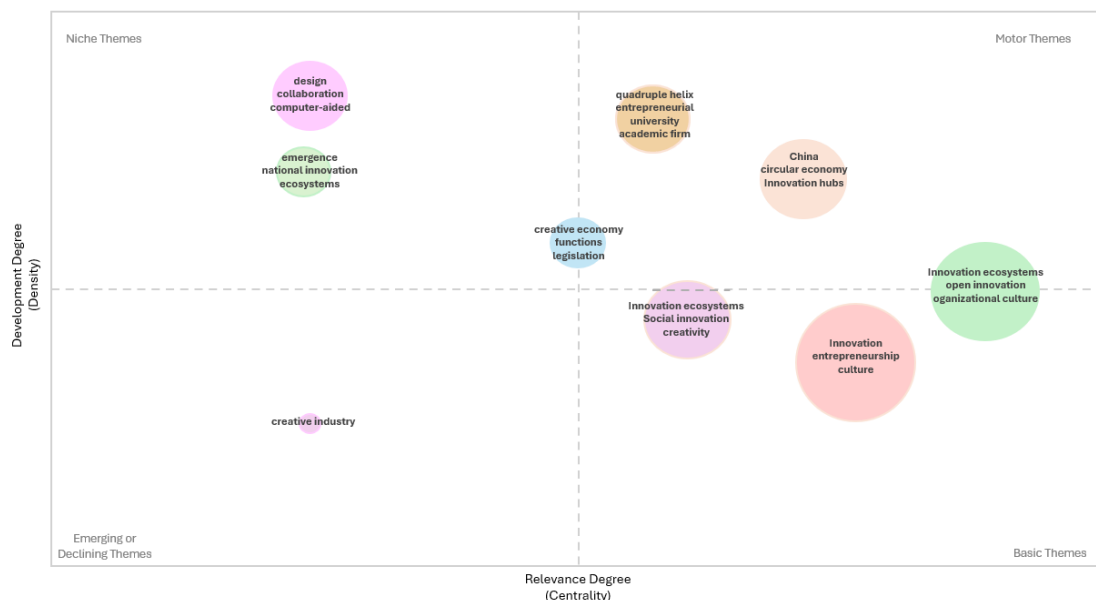 Niche Themes
Motor Themes
design
collaboration
computer-aided
quadruple helix
entrepreneurial
university
academic firm
emergence
national innovation
ecosystems
China
circular economy
Innovation hubs
creative economy
functions
legislation
Innovation ecosystems
open innovation
oganizational culture
Innovation ecosystems
Social innovation
creativity
Innovation
entrepreneurship
culture
creative industry
Emerging or
Declining Themes
Basic Themes
Development Degree
(Density)
Relevance Degree
(Centrality)